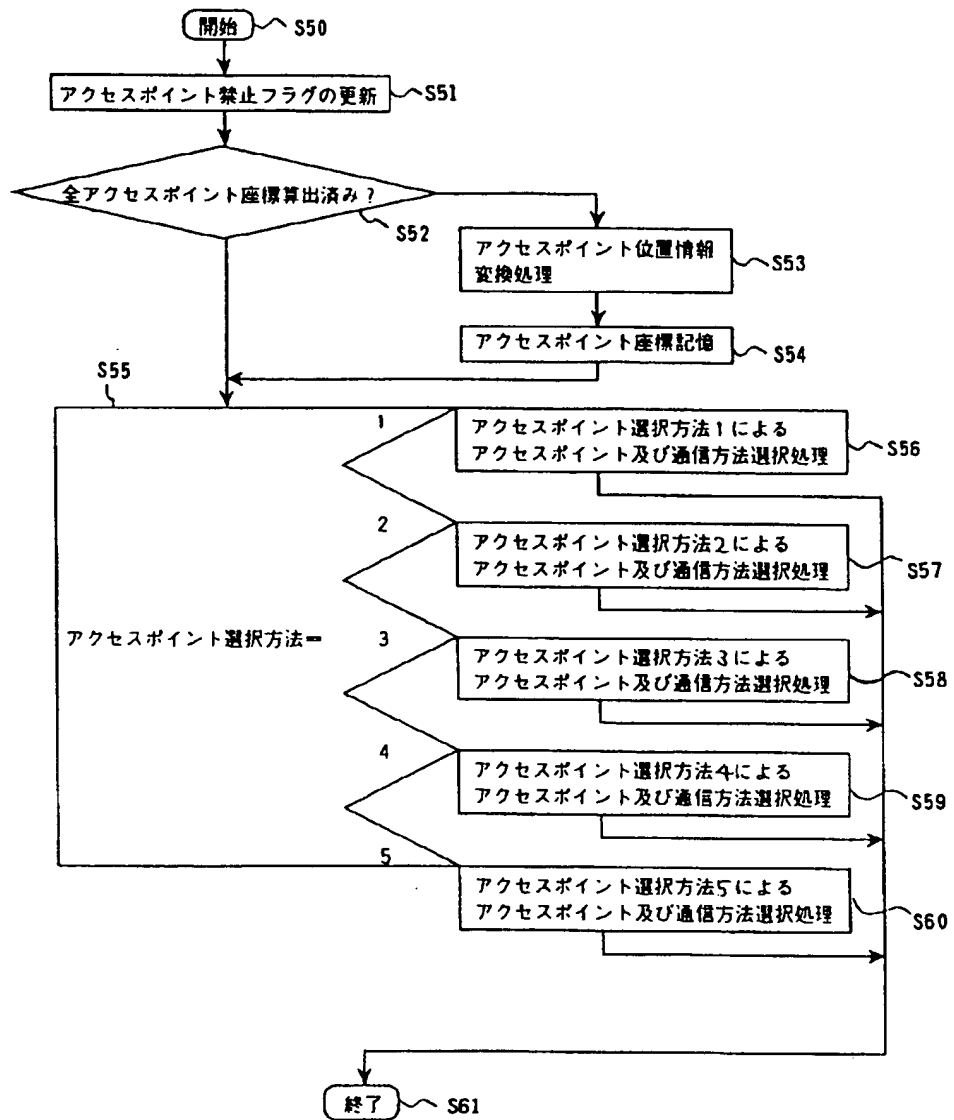 開始
S50
アクセスポイント禁止フラグの更新
S51
全アクセスポイント座標算出済み?
S52
アクセスポイント位置情報
変換処理
S53
アクセスポイント座標記憶
S54
S55
1
アクセスポイント選択方法1による
アクセスポイント及び通信方法選択処理
S56
2
アクセスポイント選択方法2による
アクセスポイント及び通信方法選択処理
S57
アクセスポイント選択方法=
3
アクセスポイント選択方法3による
アクセスポイント及び通信方法選択処理
S58
4
アクセスポイント選択方法4による
アクセスポイント及び通信方法選択処理
S59
5
アクセスポイント選択方法5による
アクセスポイント及び通信方法選択処理
S60
終了
S61